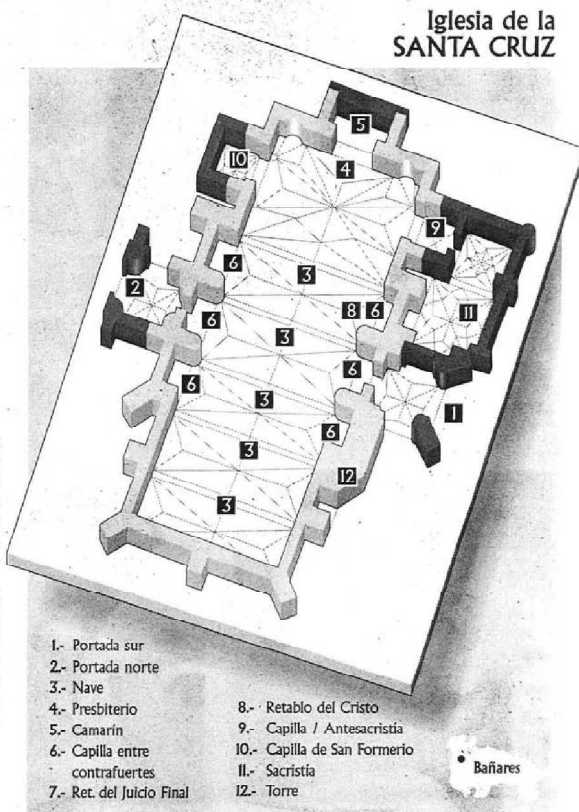 Iglesia de la
SANTA CRUZ
5
10
4
9
6
2
3
11
8 6
6
3
6
6
3
1
6
3
12
3
1.- Portada sur
2.- Portada norte
3.- Nave
4.- Presbiterio
5.- Camarín
6.- Capilla entre
contrafuertes
7.- Ret. del Juicio Final
8.- Retablo del Cristo
9.- Capilla / Antesacristía
10.- Capilla de San Formerio
11.- Sacristía
12.- Torre
Bañares